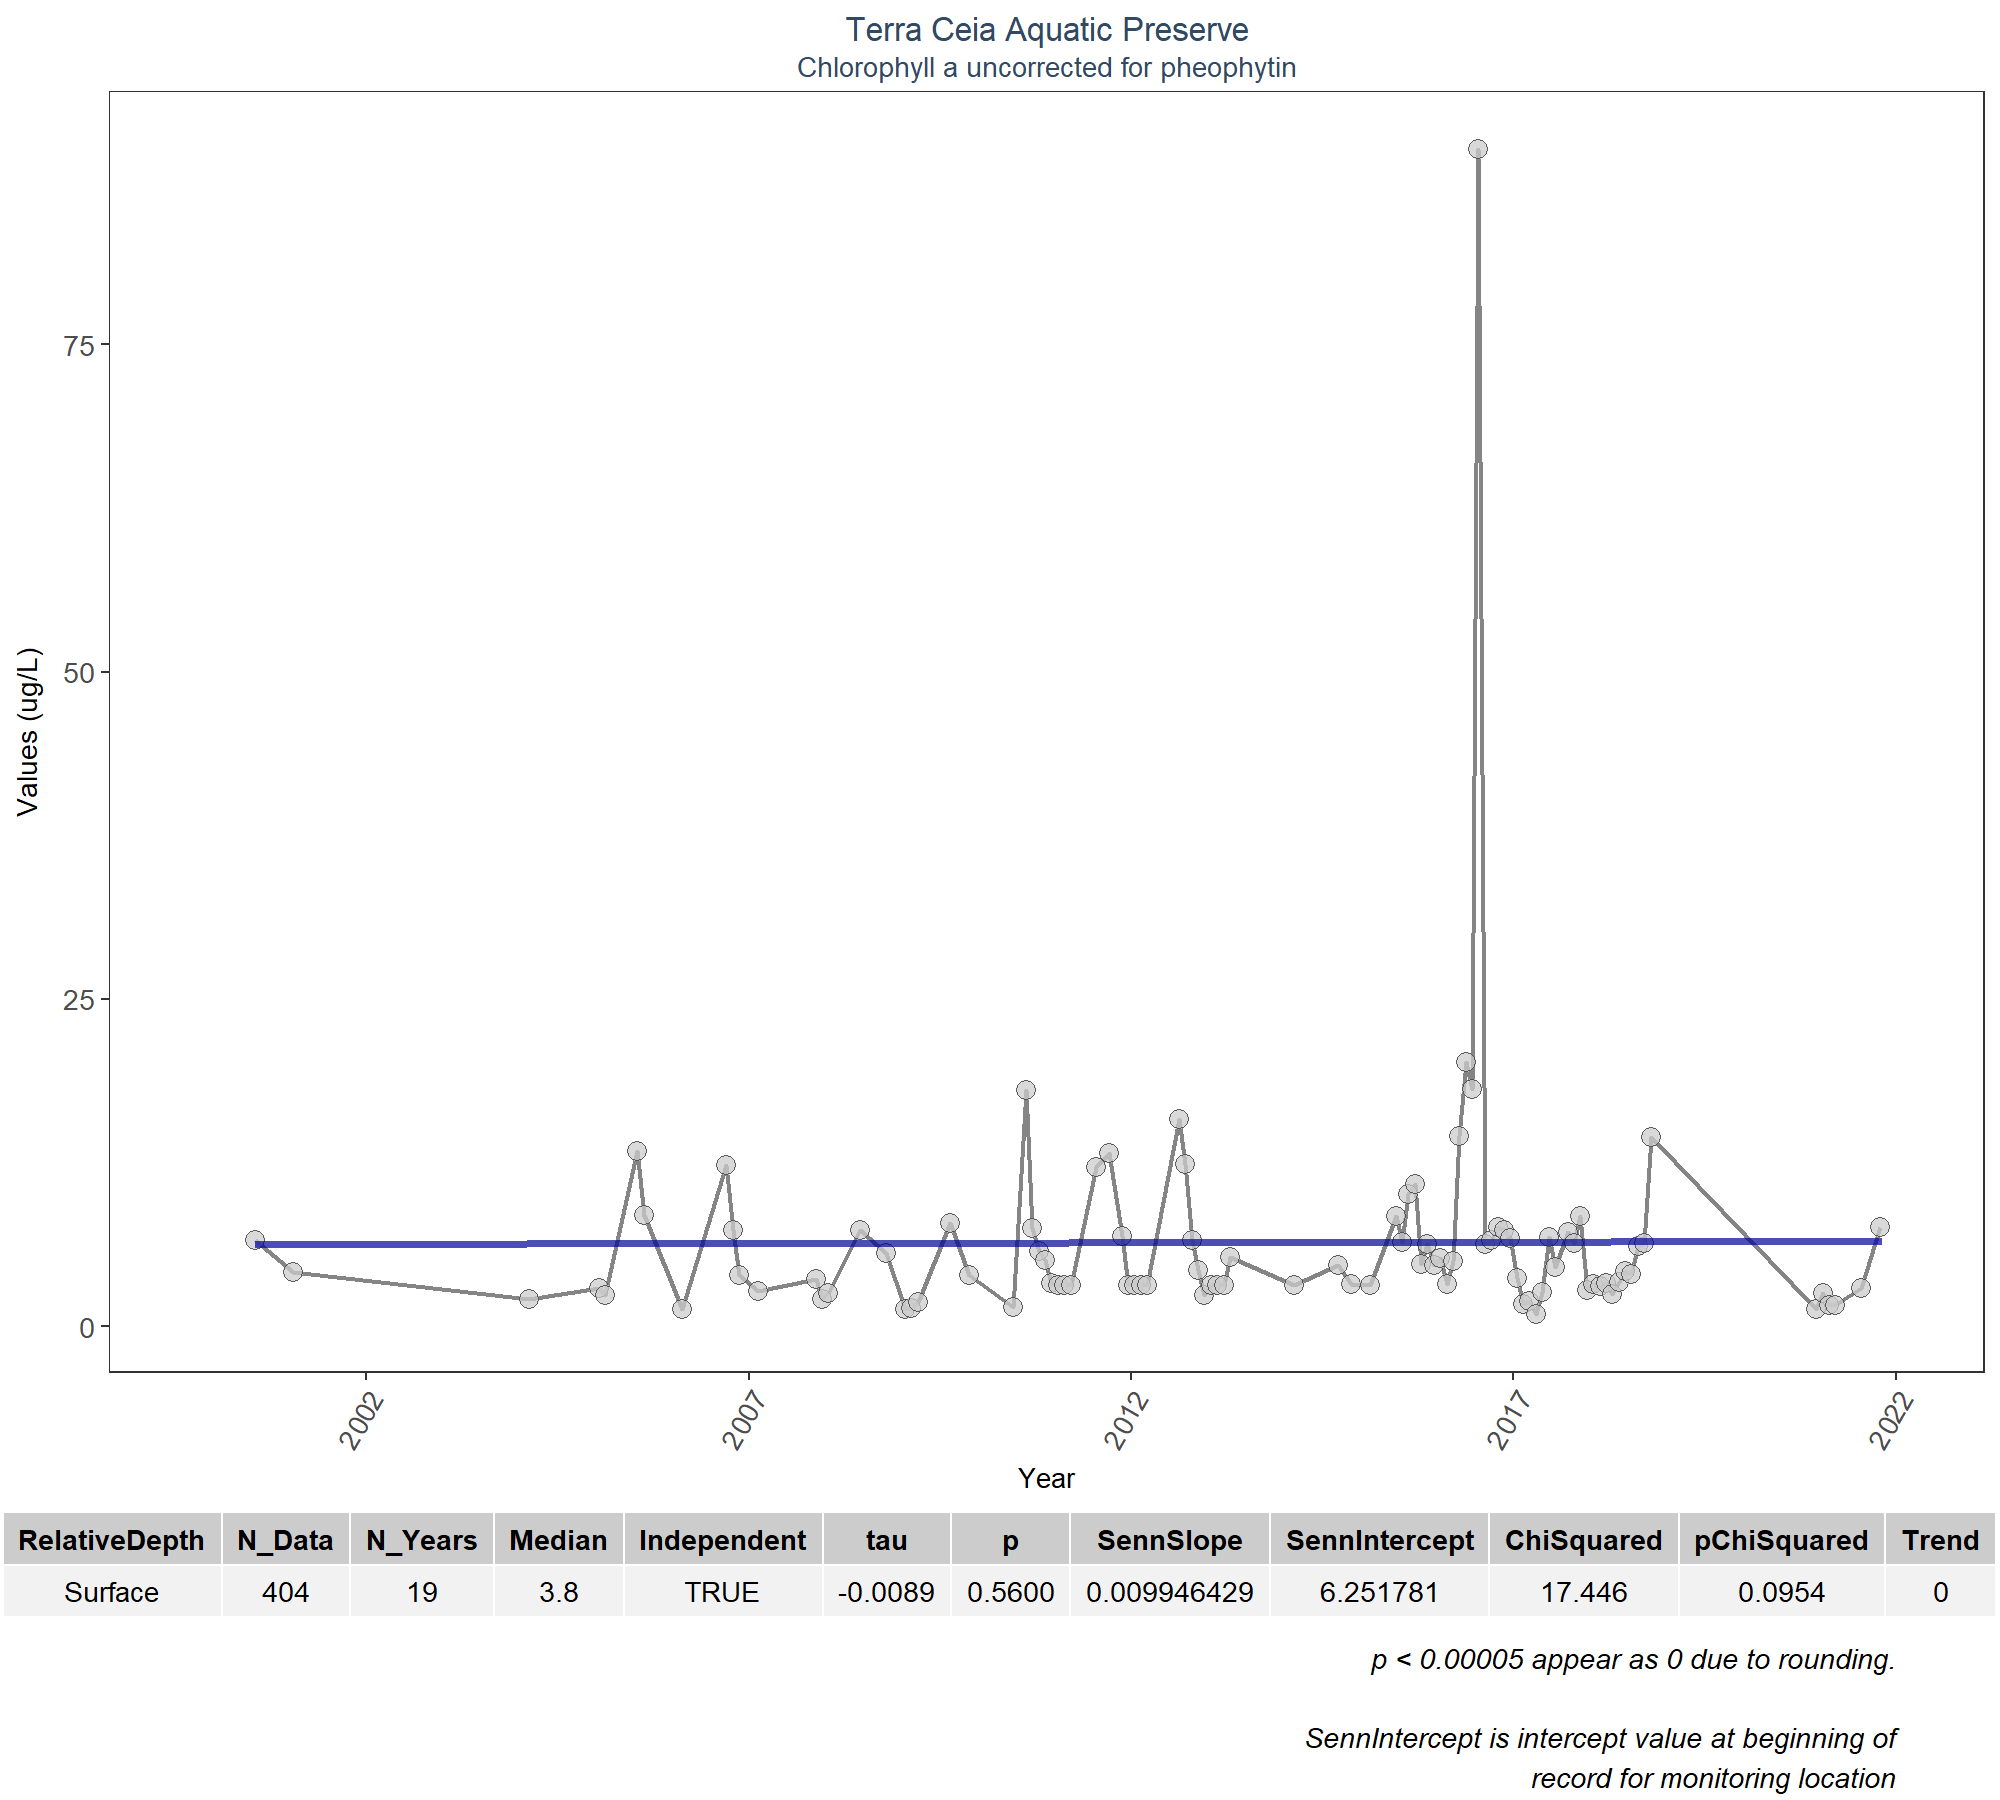 Terra Ceia Aquatic Preserve
Chlorophyll a uncorrected for pheophytin
Values (ug/L)
75
50
25
0
2002 2007 2012 2017 2022
Year
RelativeDepth N_Data N_Years Median Independent tau p SennSlope SennIntercept ChiSquared pChiSquared Trend
Surface 404 19 3.8 TRUE -0.0089 0.5600 0.009946429 6.251781 17.446 0.0954 0
p < 0.00005 appear as 0 due to rounding.
SennIntercept is intercept value at beginning of
record for monitoring location